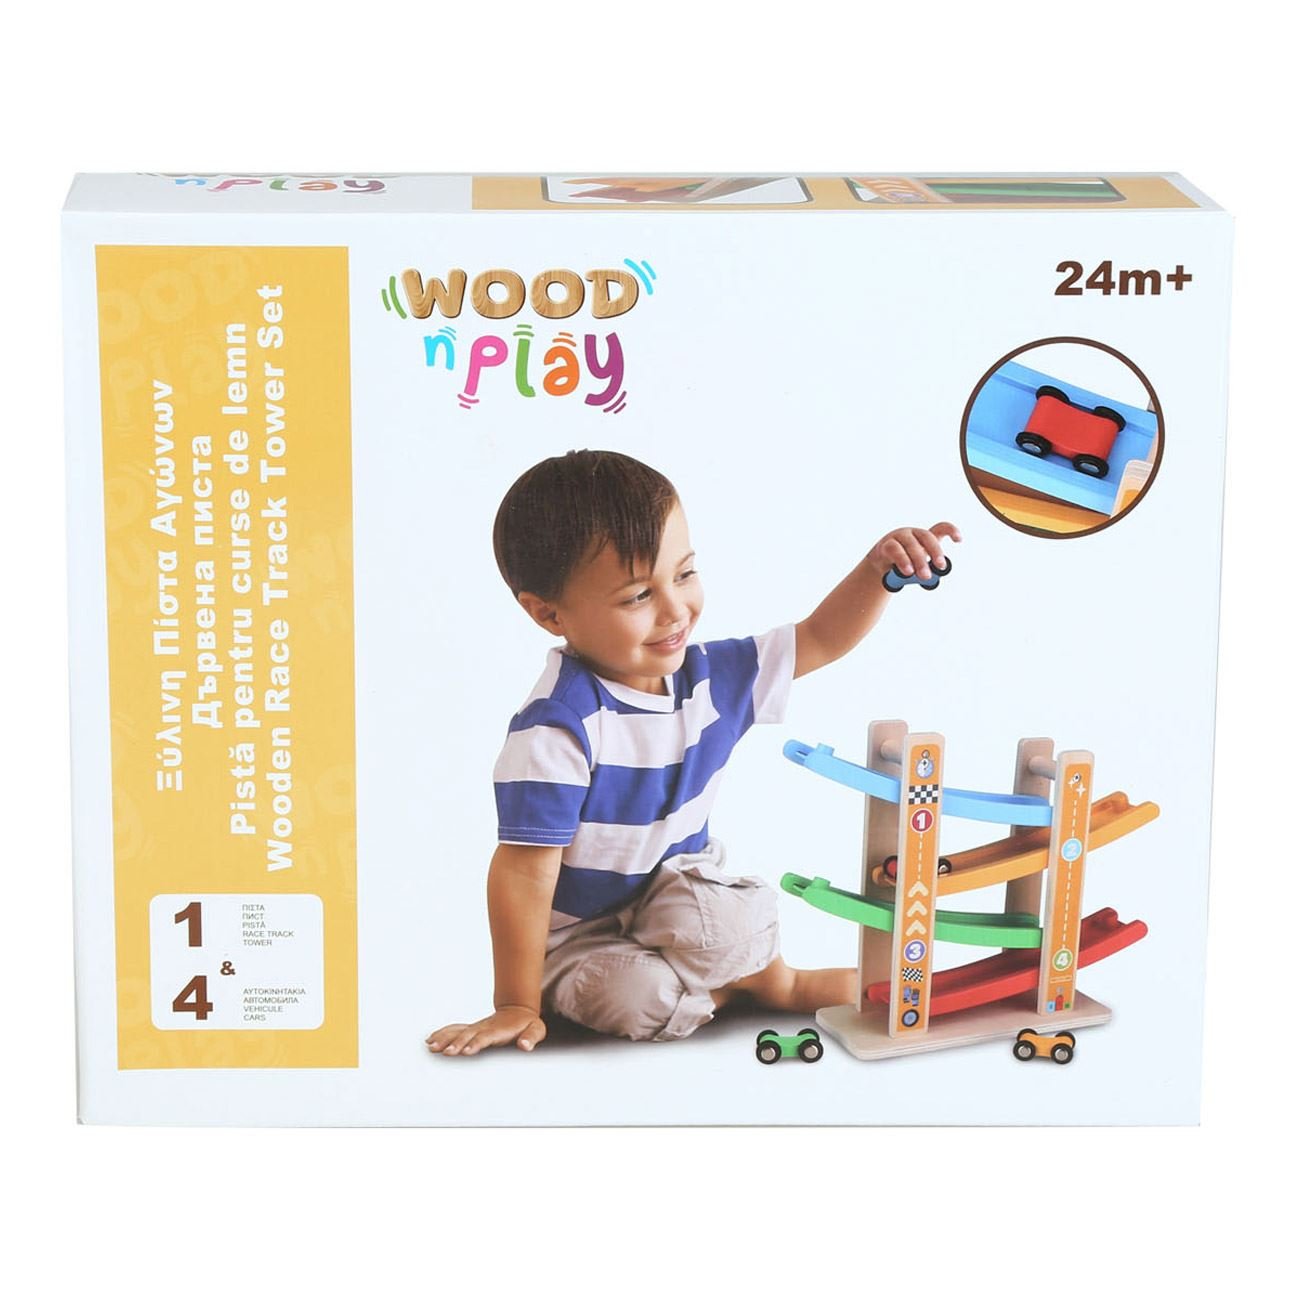 n play
WOOD
n play
24m+
Ξύλινη Πίστα Αγώνων
Дървена писта
Pistă pentru curse de lemn
Wooden Race Track Tower Set
1
ΠΙΣΤΑ
ПИСТ
PISTĂ
RACE TRACK
TOWER
&
4
ΑΥΤΟΚΙΝΗΤΑΚΙΑ
АВТОМОБИЛА
VEHICULE
CARS
1
2
3
4